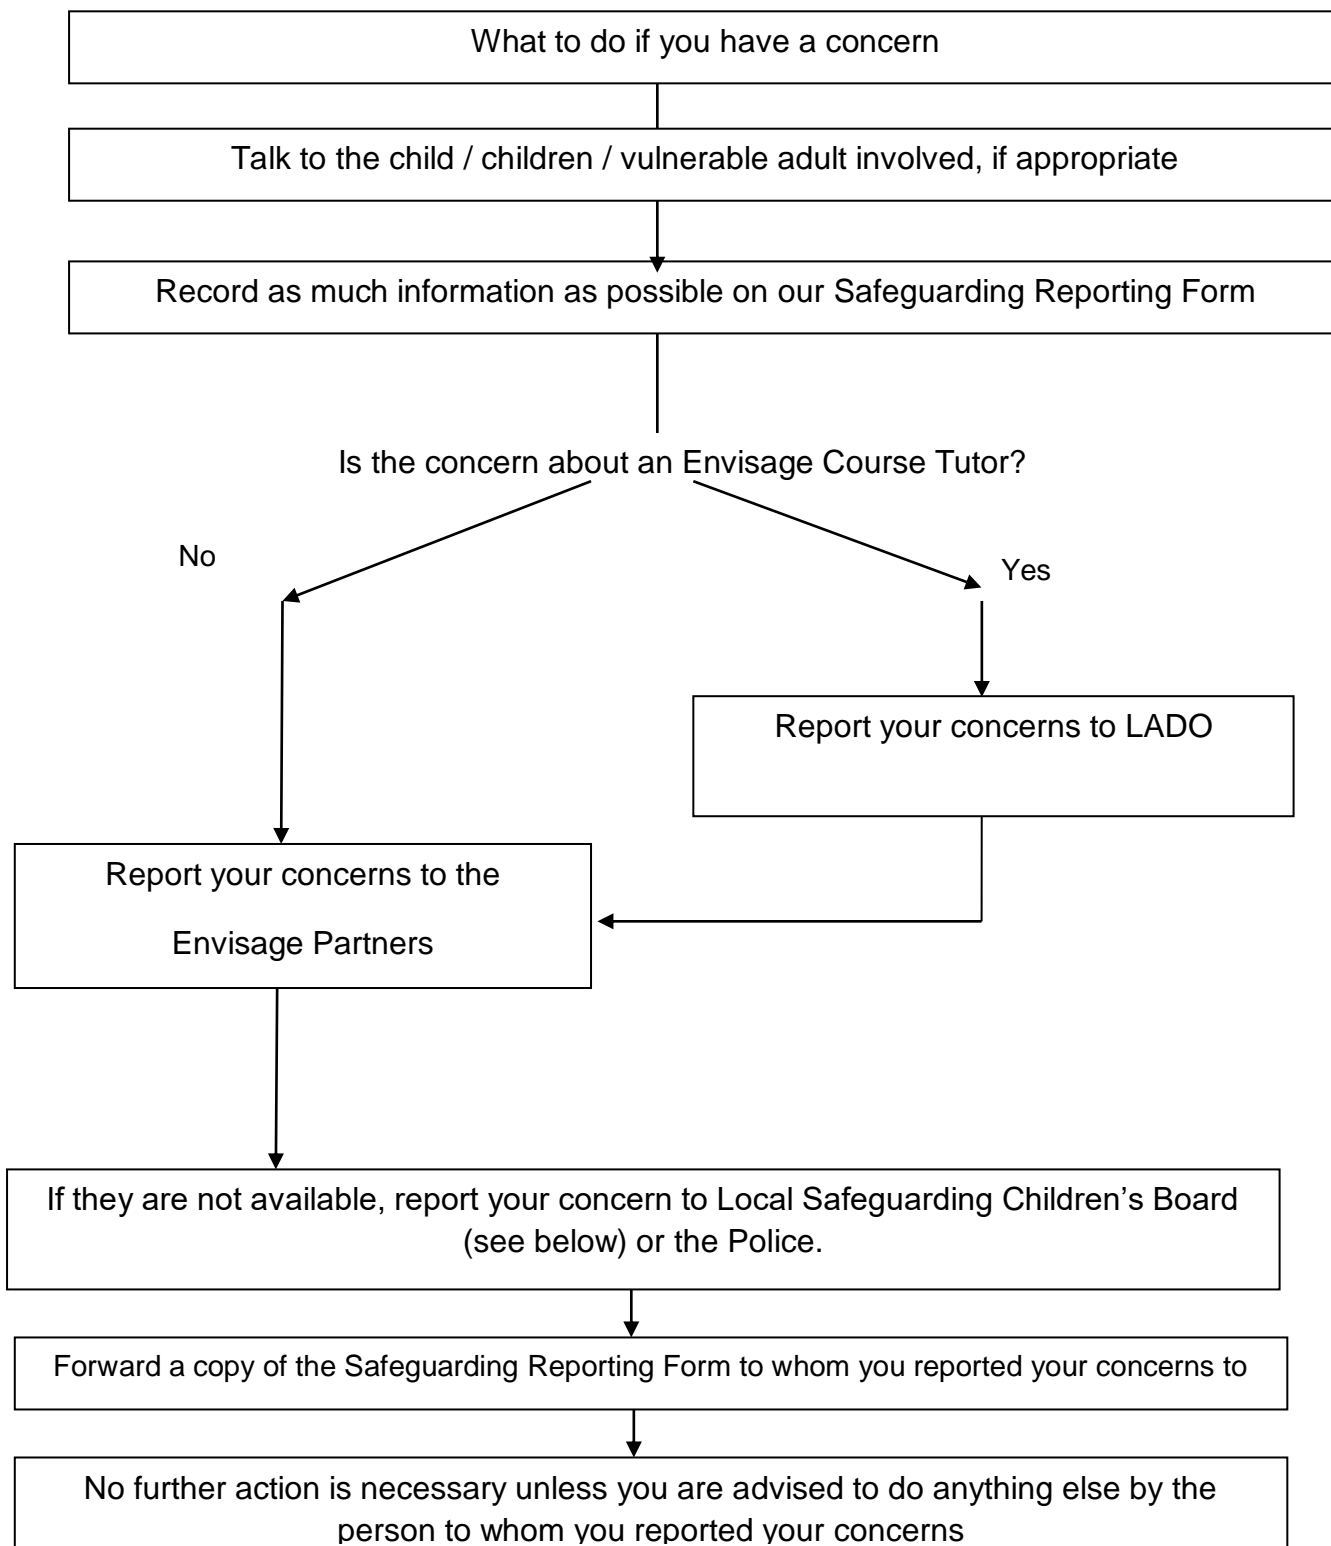 What to do if you have a concern
Talk to the child / children / vulnerable adult involved, if appropriate
Record as much information as possible on our Safeguarding Reporting Form
Is the concern about an Envisage Course Tutor?
No
Yes
Report your concerns to LADO
Report your concerns to the
Envisage Partners
If they are not available, report your concern to Local Safeguarding Children’s Board
(see below) or the Police.
Forward a copy of the Safeguarding Reporting Form to whom you reported your concerns to
No further action is necessary unless you are advised to do anything else by the
person to whom you reported your concerns